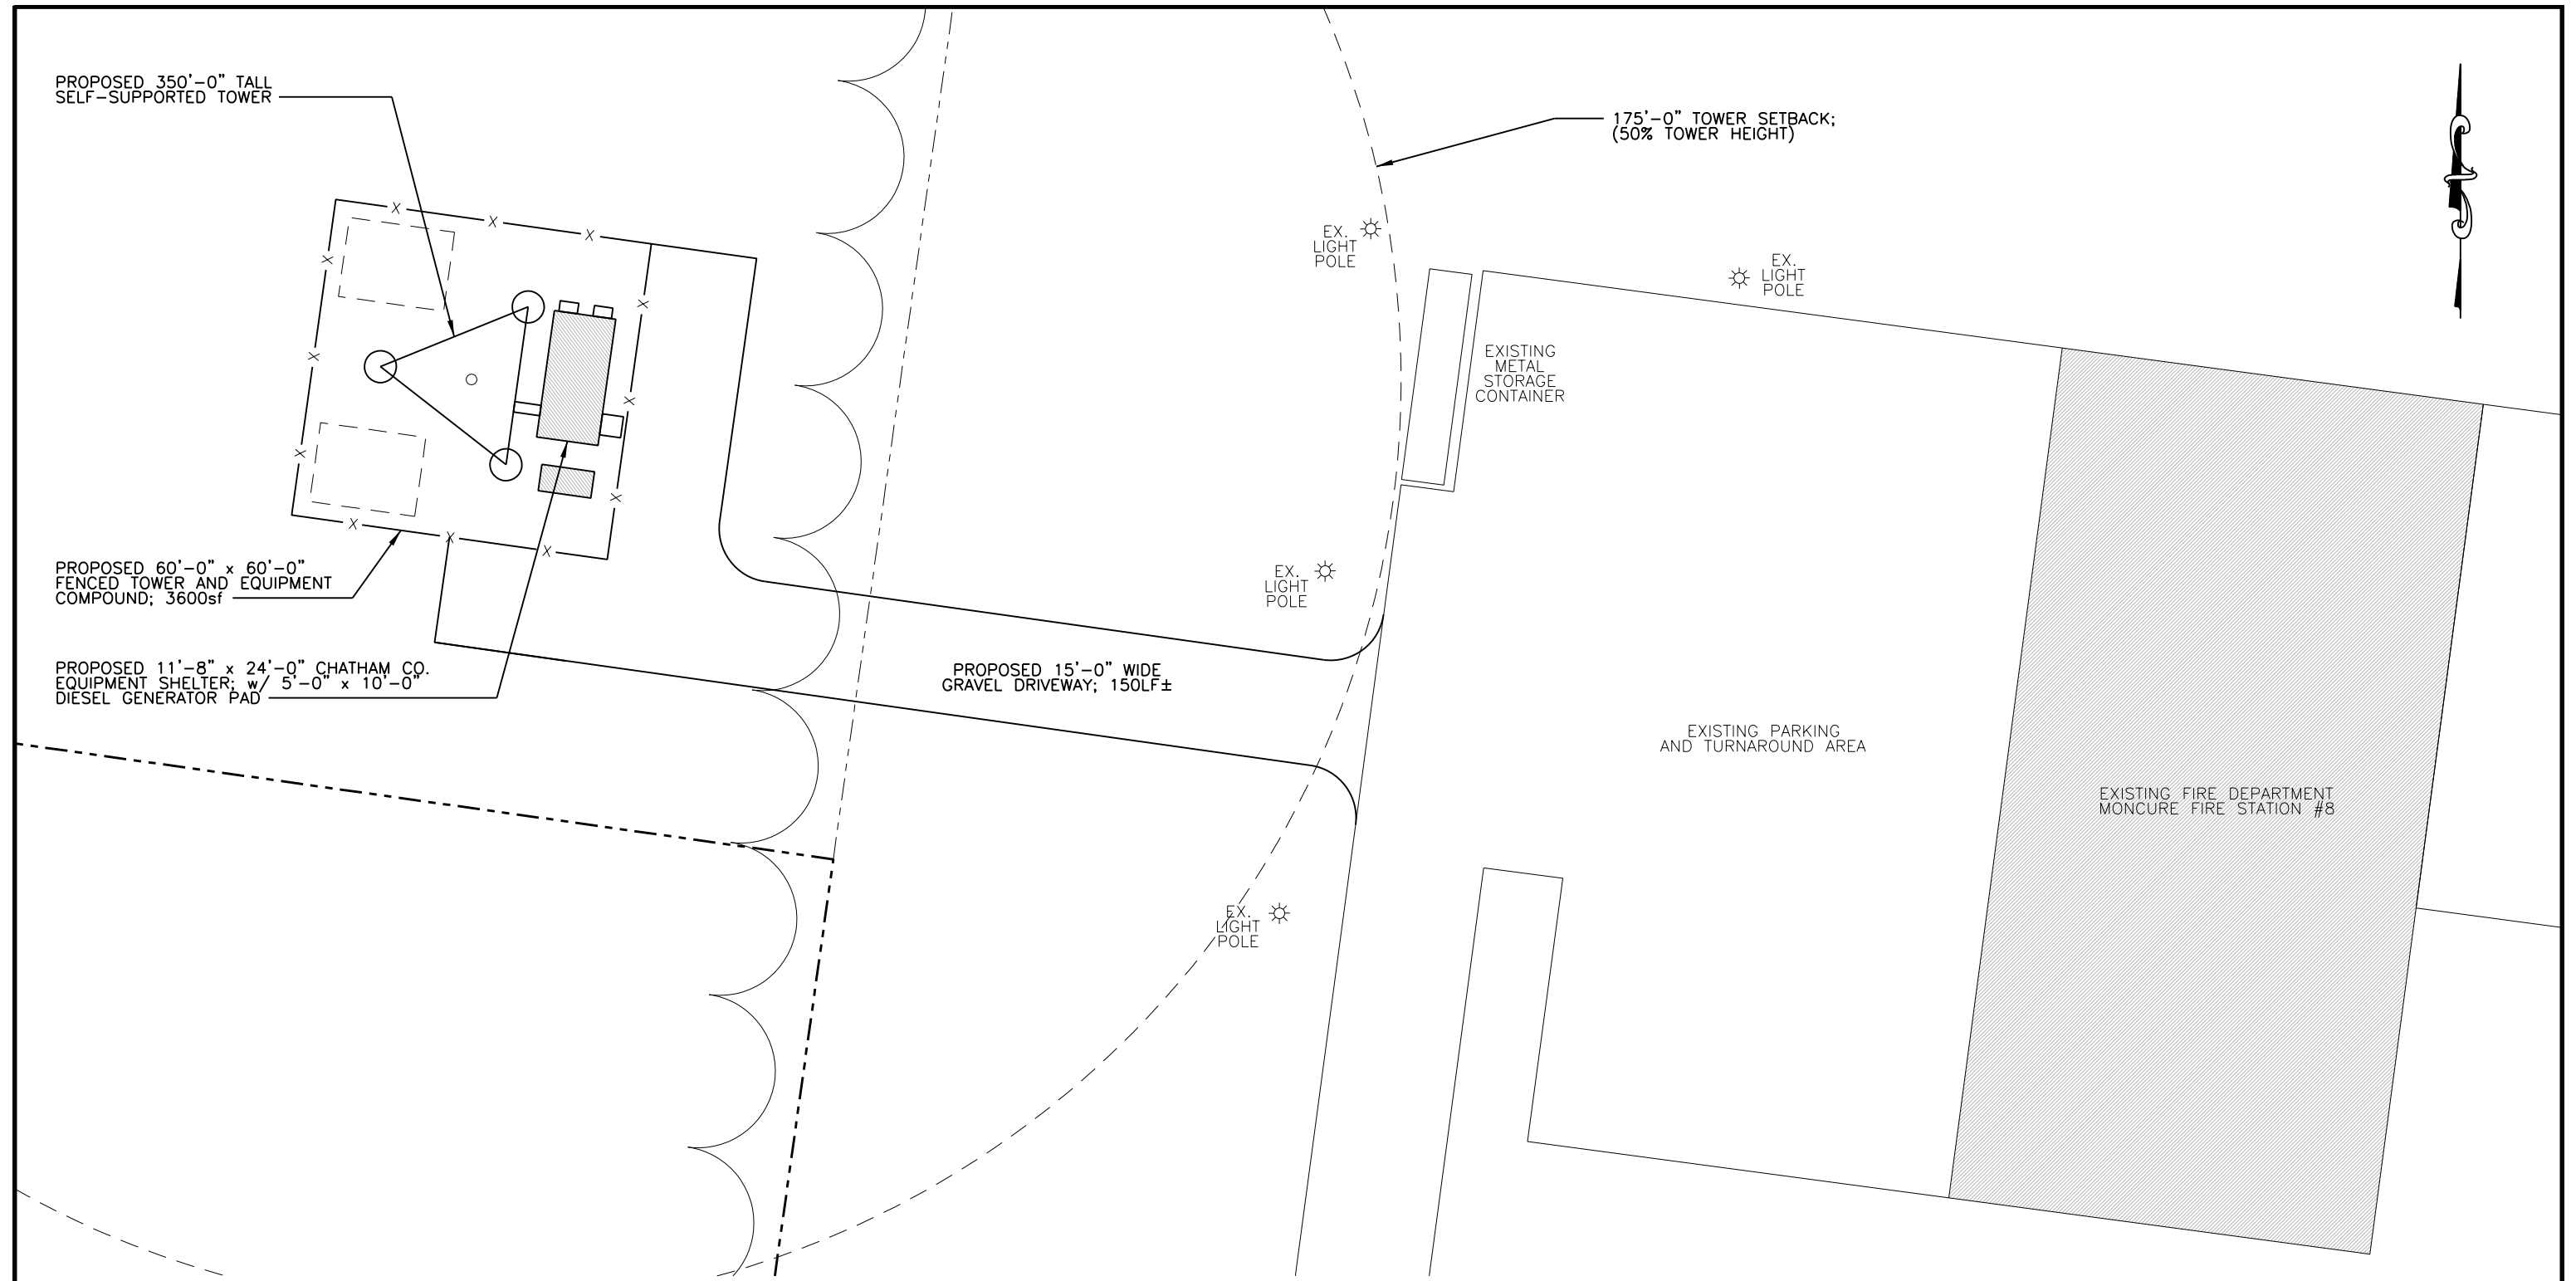 PROPOSED 350'-0" TALL
SELF-SUPPORTED TOWER
175'-0" TOWER SETBACK;
(50% TOWER HEIGHT)
EX.
LIGHT
POLE
EX.
LIGHT
POLE
EXISTING
METAL
STORAGE
CONTAINER
PROPOSED 60'-0" x 60'-0"
FENCED TOWER AND EQUIPMENT
COMPOUND; 3600sf
EX.
LIGHT
POLE
PROPOSED 11'-8" x 24'-0" CHATHAM CO.
EQUIPMENT SHELTER; w/ 5'-0" x 10'-0"
DIESEL GENERATOR PAD
PROPOSED 15'-0" WIDE
GRAVEL DRIVEWAY; 150LF±
EXISTING PARKING
AND TURNAROUND AREA
EXISTING FIRE DEPARTMENT
MONCURE FIRE STATION #8
EX.
LIGHT
POLE